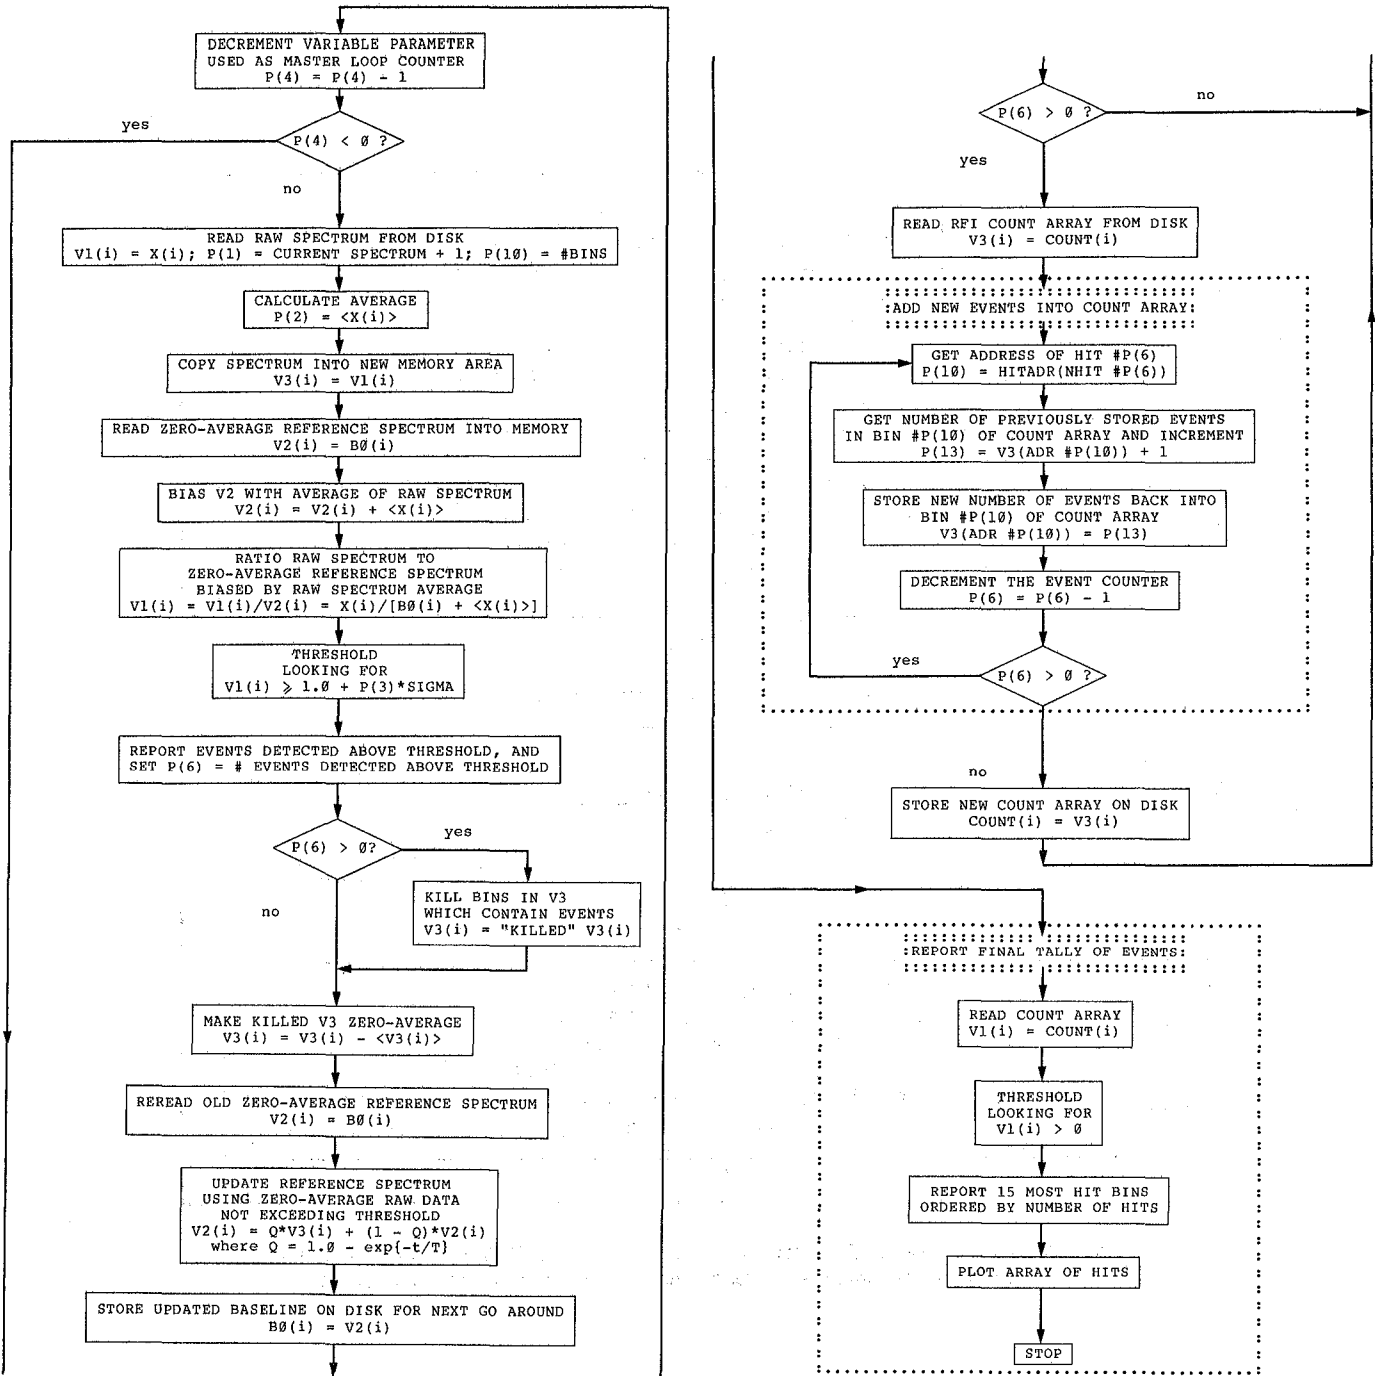 DECREMENT VARIABLE PARAMETER
USED AS MASTER LOOP COUNTER
P(4) = P(4) - 1
yes
P(4) < Ø ?
no
READ RAW SPECTRUM FROM DISK
V1(i) = X(i); P(1) = CURRENT SPECTRUM + 1; P(1Ø) = #BINS
CALCULATE AVERAGE
P(2) = <X(i)>
COPY SPECTRUM INTO NEW MEMORY AREA
V3(i) = V1(i)
READ ZERO-AVERAGE REFERENCE SPECTRUM INTO MEMORY
V2(i) = BØ(i)
BIAS V2 WITH AVERAGE OF RAW SPECTRUM
V2(i) = V2(i) + <X(i)>
RATIO RAW SPECTRUM TO
ZERO-AVERAGE REFERENCE SPECTRUM
BIASED BY RAW SPECTRUM AVERAGE
V1(i) = V1(i)/V2(i) = X(i)/[BØ(i) + <X(i)>]
THRESHOLD
LOOKING FOR
V1(i) ⩾ 1.Ø + P(3)*SIGMA
REPORT EVENTS DETECTED ABOVE THRESHOLD, AND
SET P(6) = # EVENTS DETECTED ABOVE THRESHOLD
P(6) > Ø?
yes
no
KILL BINS IN V3
WHICH CONTAIN EVENTS
V3(i) = "KILLED" V3(i)
MAKE KILLED V3 ZERO-AVERAGE
V3(i) = V3(i) - <V3(i)>
REREAD OLD ZERO-AVERAGE REFERENCE SPECTRUM
V2(i) = BØ(i)
UPDATE REFERENCE SPECTRUM
USING ZERO-AVERAGE RAW DATA
NOT EXCEEDING THRESHOLD
V2(i) = Q*V3(i) + (1 - Q)*V2(i)
where Q = 1.Ø - exp{-t/T}
STORE UPDATED BASELINE ON DISK FOR NEXT GO AROUND
BØ(i) = V2(i)
P(6) > Ø ?
no
yes
READ RFI COUNT ARRAY FROM DISK
V3(i) = COUNT(i)
ADD NEW EVENTS INTO COUNT ARRAY
GET ADDRESS OF HIT #P(6)
P(1Ø) = HITADR(NHIT #P(6))
GET NUMBER OF PREVIOUSLY STORED EVENTS
IN BIN #P(1Ø) OF COUNT ARRAY AND INCREMENT
P(13) = V3(ADR #P(1Ø)) + 1
STORE NEW NUMBER OF EVENTS BACK INTO
BIN #P(1Ø) OF COUNT ARRAY
V3(ADR #P(1Ø)) = P(13)
DECREMENT THE EVENT COUNTER
P(6) = P(6) - 1
yes
P(6) > Ø ?
no
STORE NEW COUNT ARRAY ON DISK
COUNT(i) = V3(i)
REPORT FINAL TALLY OF EVENTS
READ COUNT ARRAY
V1(i) = COUNT(i)
THRESHOLD
LOOKING FOR
V1(i) > Ø
REPORT 15 MOST HIT BINS
ORDERED BY NUMBER OF HITS
PLOT ARRAY OF HITS
STOP